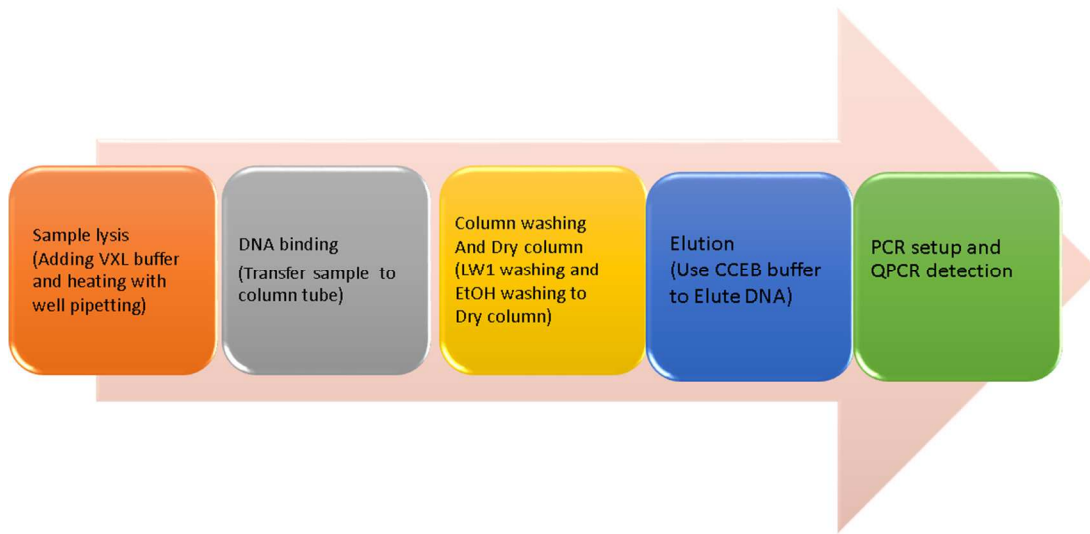 Sample lysis
(Adding VXL buffer
and heating with
well pipetting)
DNA binding
(Transfer sample to
column tube)
Column washing
And Dry column
(LW1 washing and
EtOH washing to
Dry column)
Elution
(Use CCEB buffer
to Elute DNA)
PCR setup and
QPCR detection